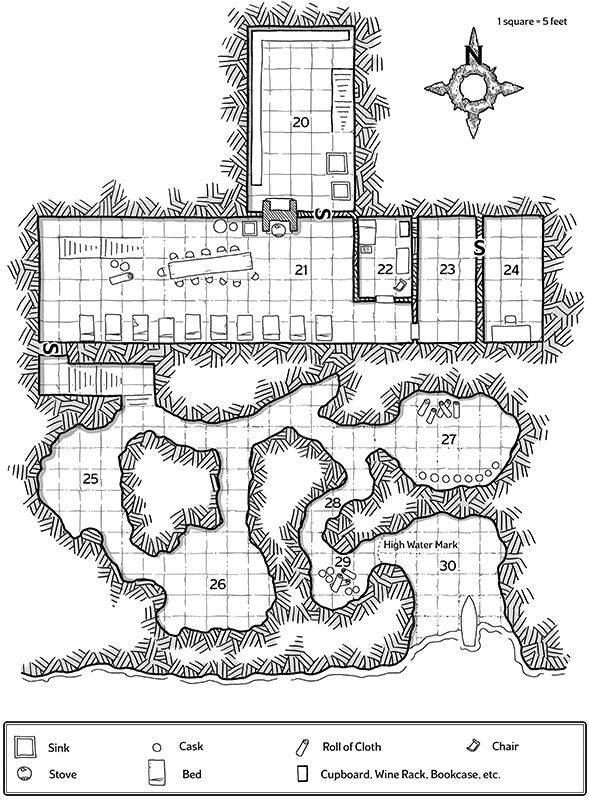 1 square = 5 feet
N
20
S
21
22
23
S
24
S
25
26
27
28
High Water Mark
29
30
Sink
Cask
Roll of Cloth
Chair
Stove
Bed
Cupboard, Wine Rack, Bookcase, etc.